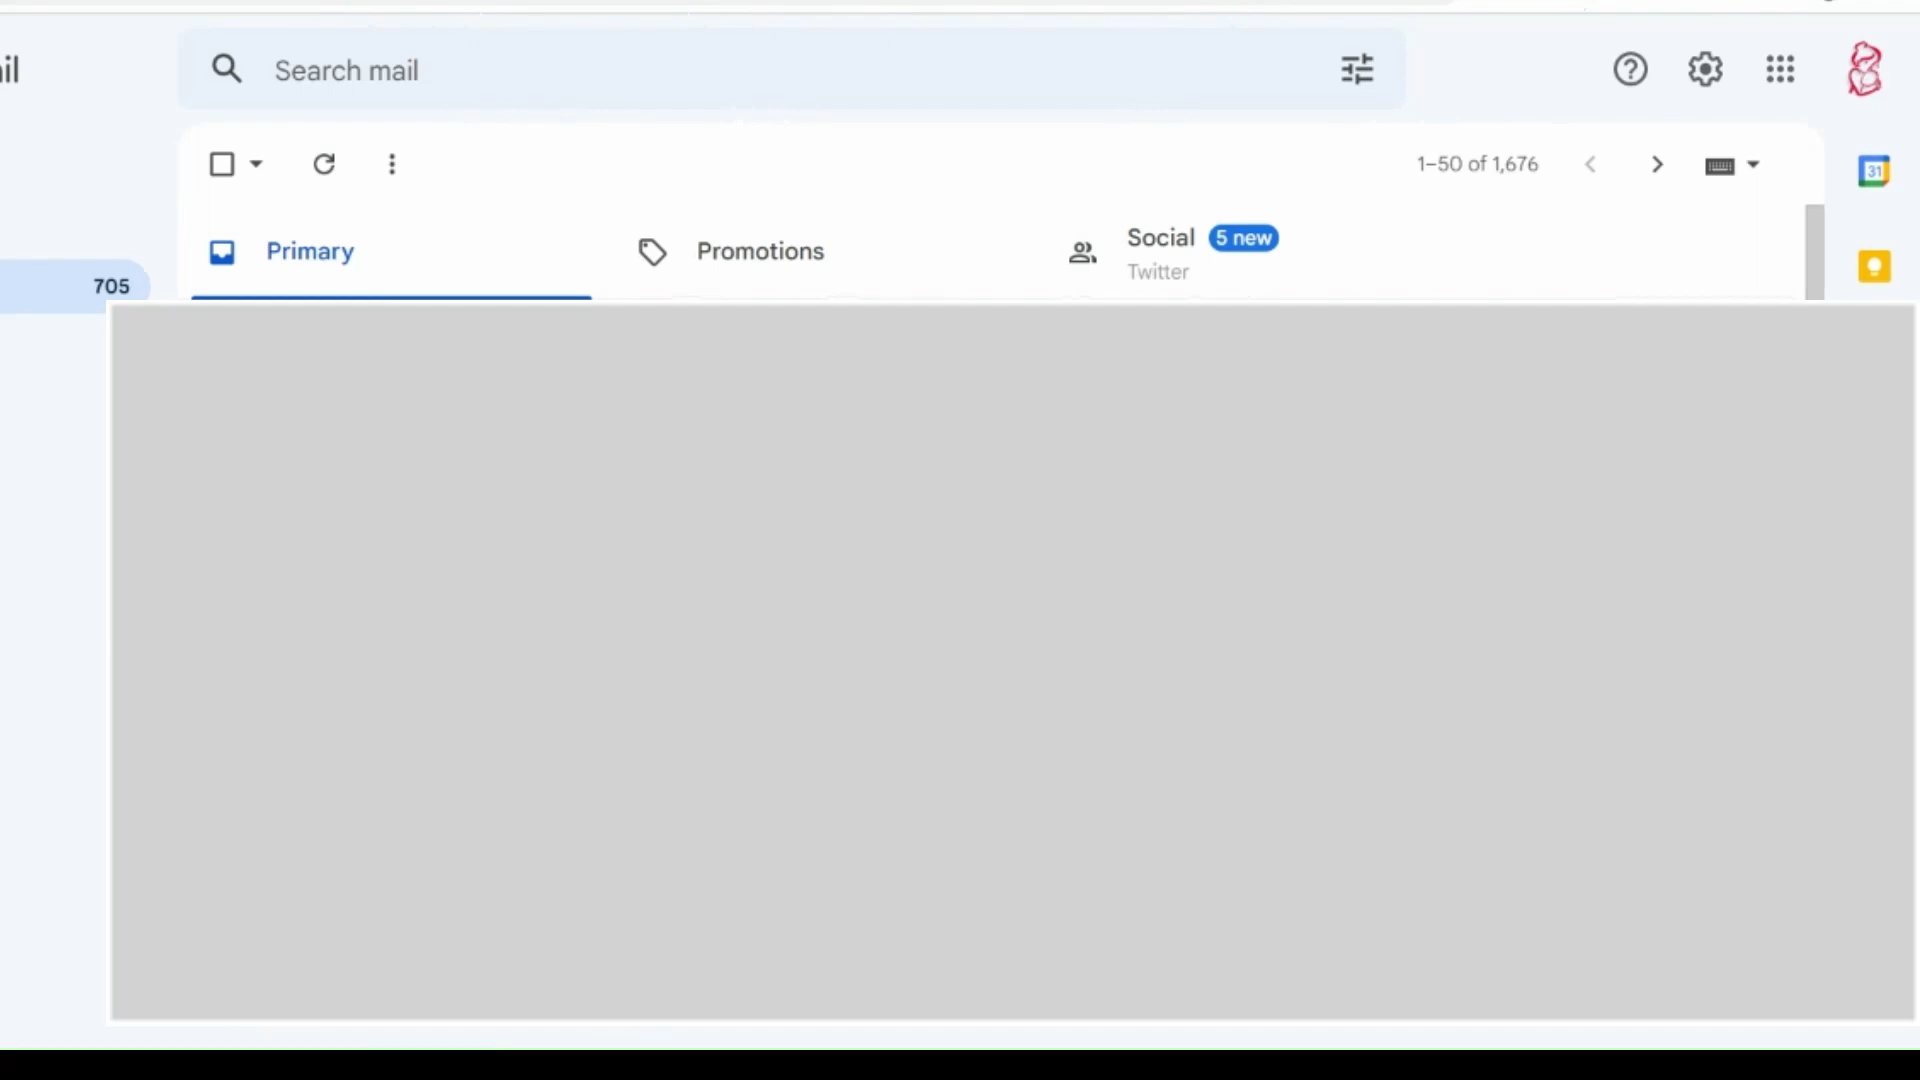 il
Search mail
1–50 of 1,676
31
Primary
Promotions
Social 5 new
Twitter
705